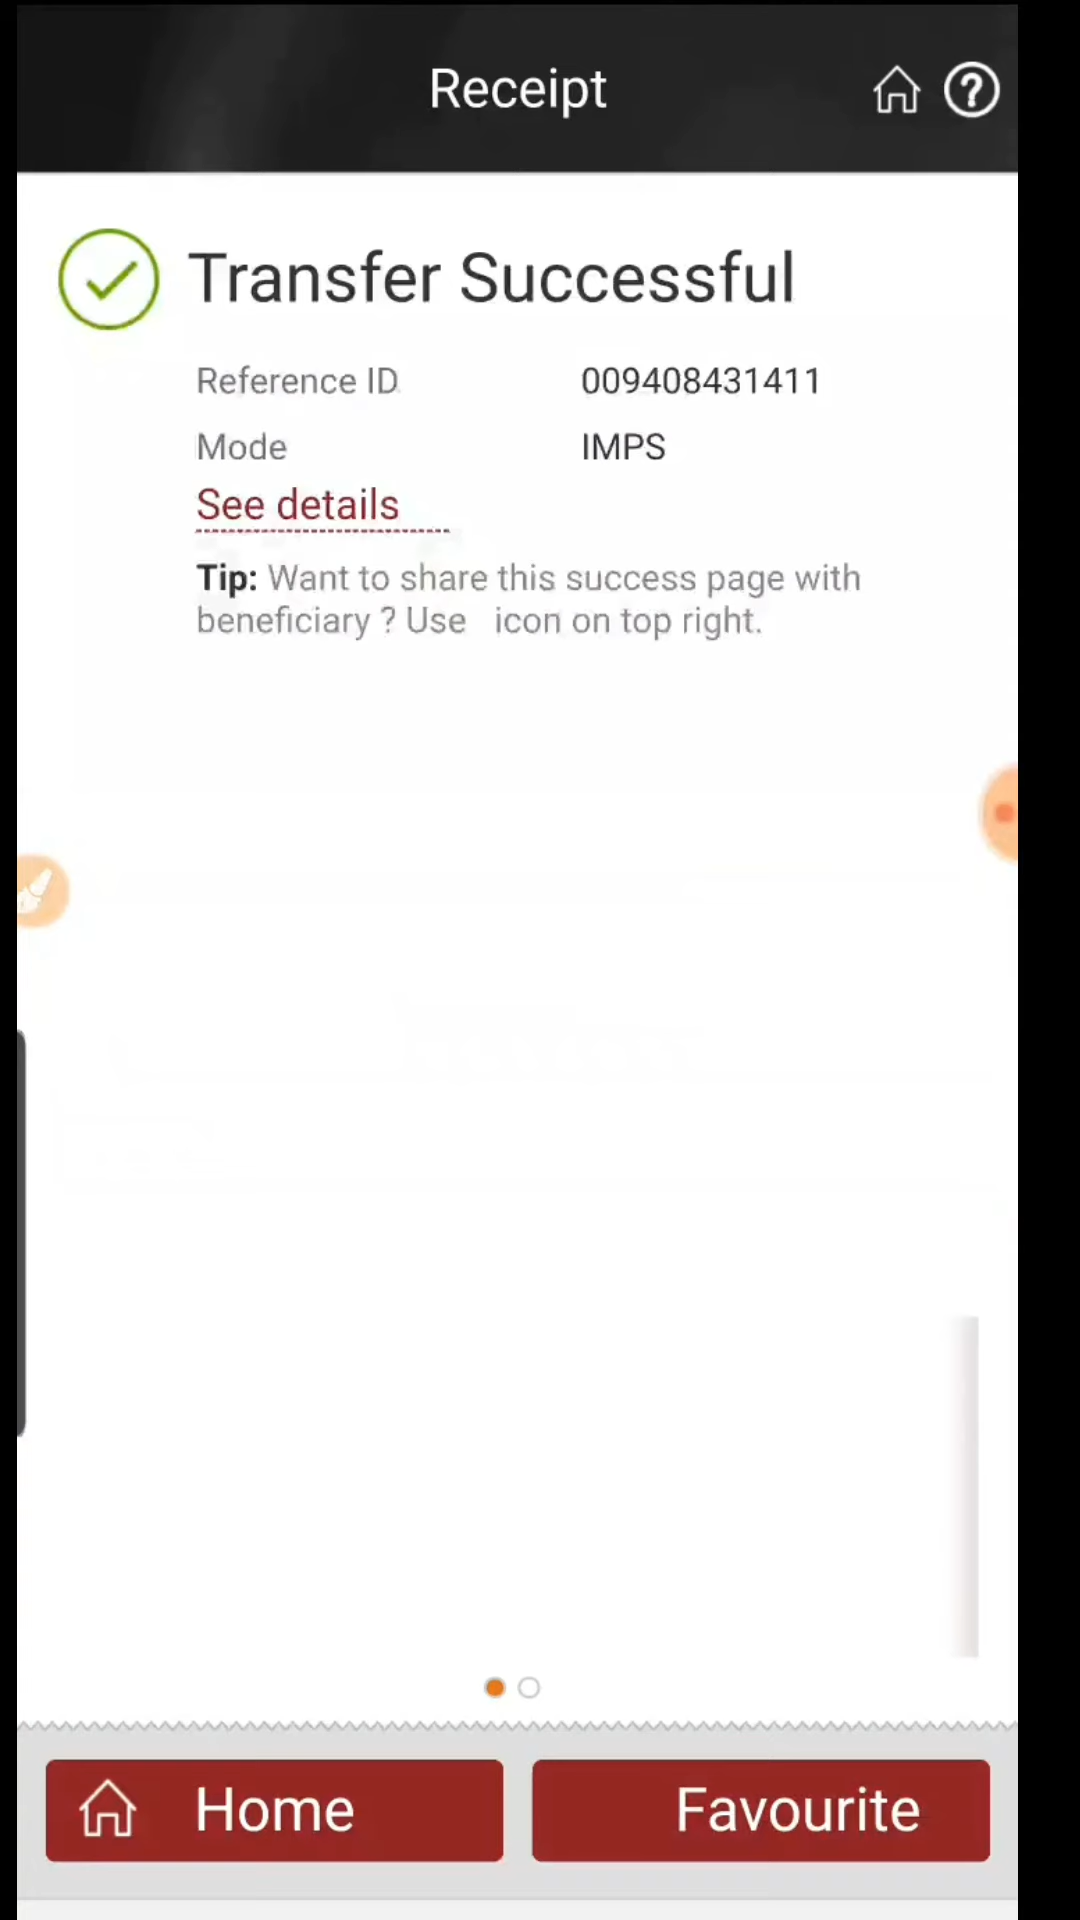 Receipt
Transfer Successful
Reference ID 009408431411
Mode IMPS
See details
Tip: Want to share this success page with
beneficiary ? Use icon on top right.
Home Favourite